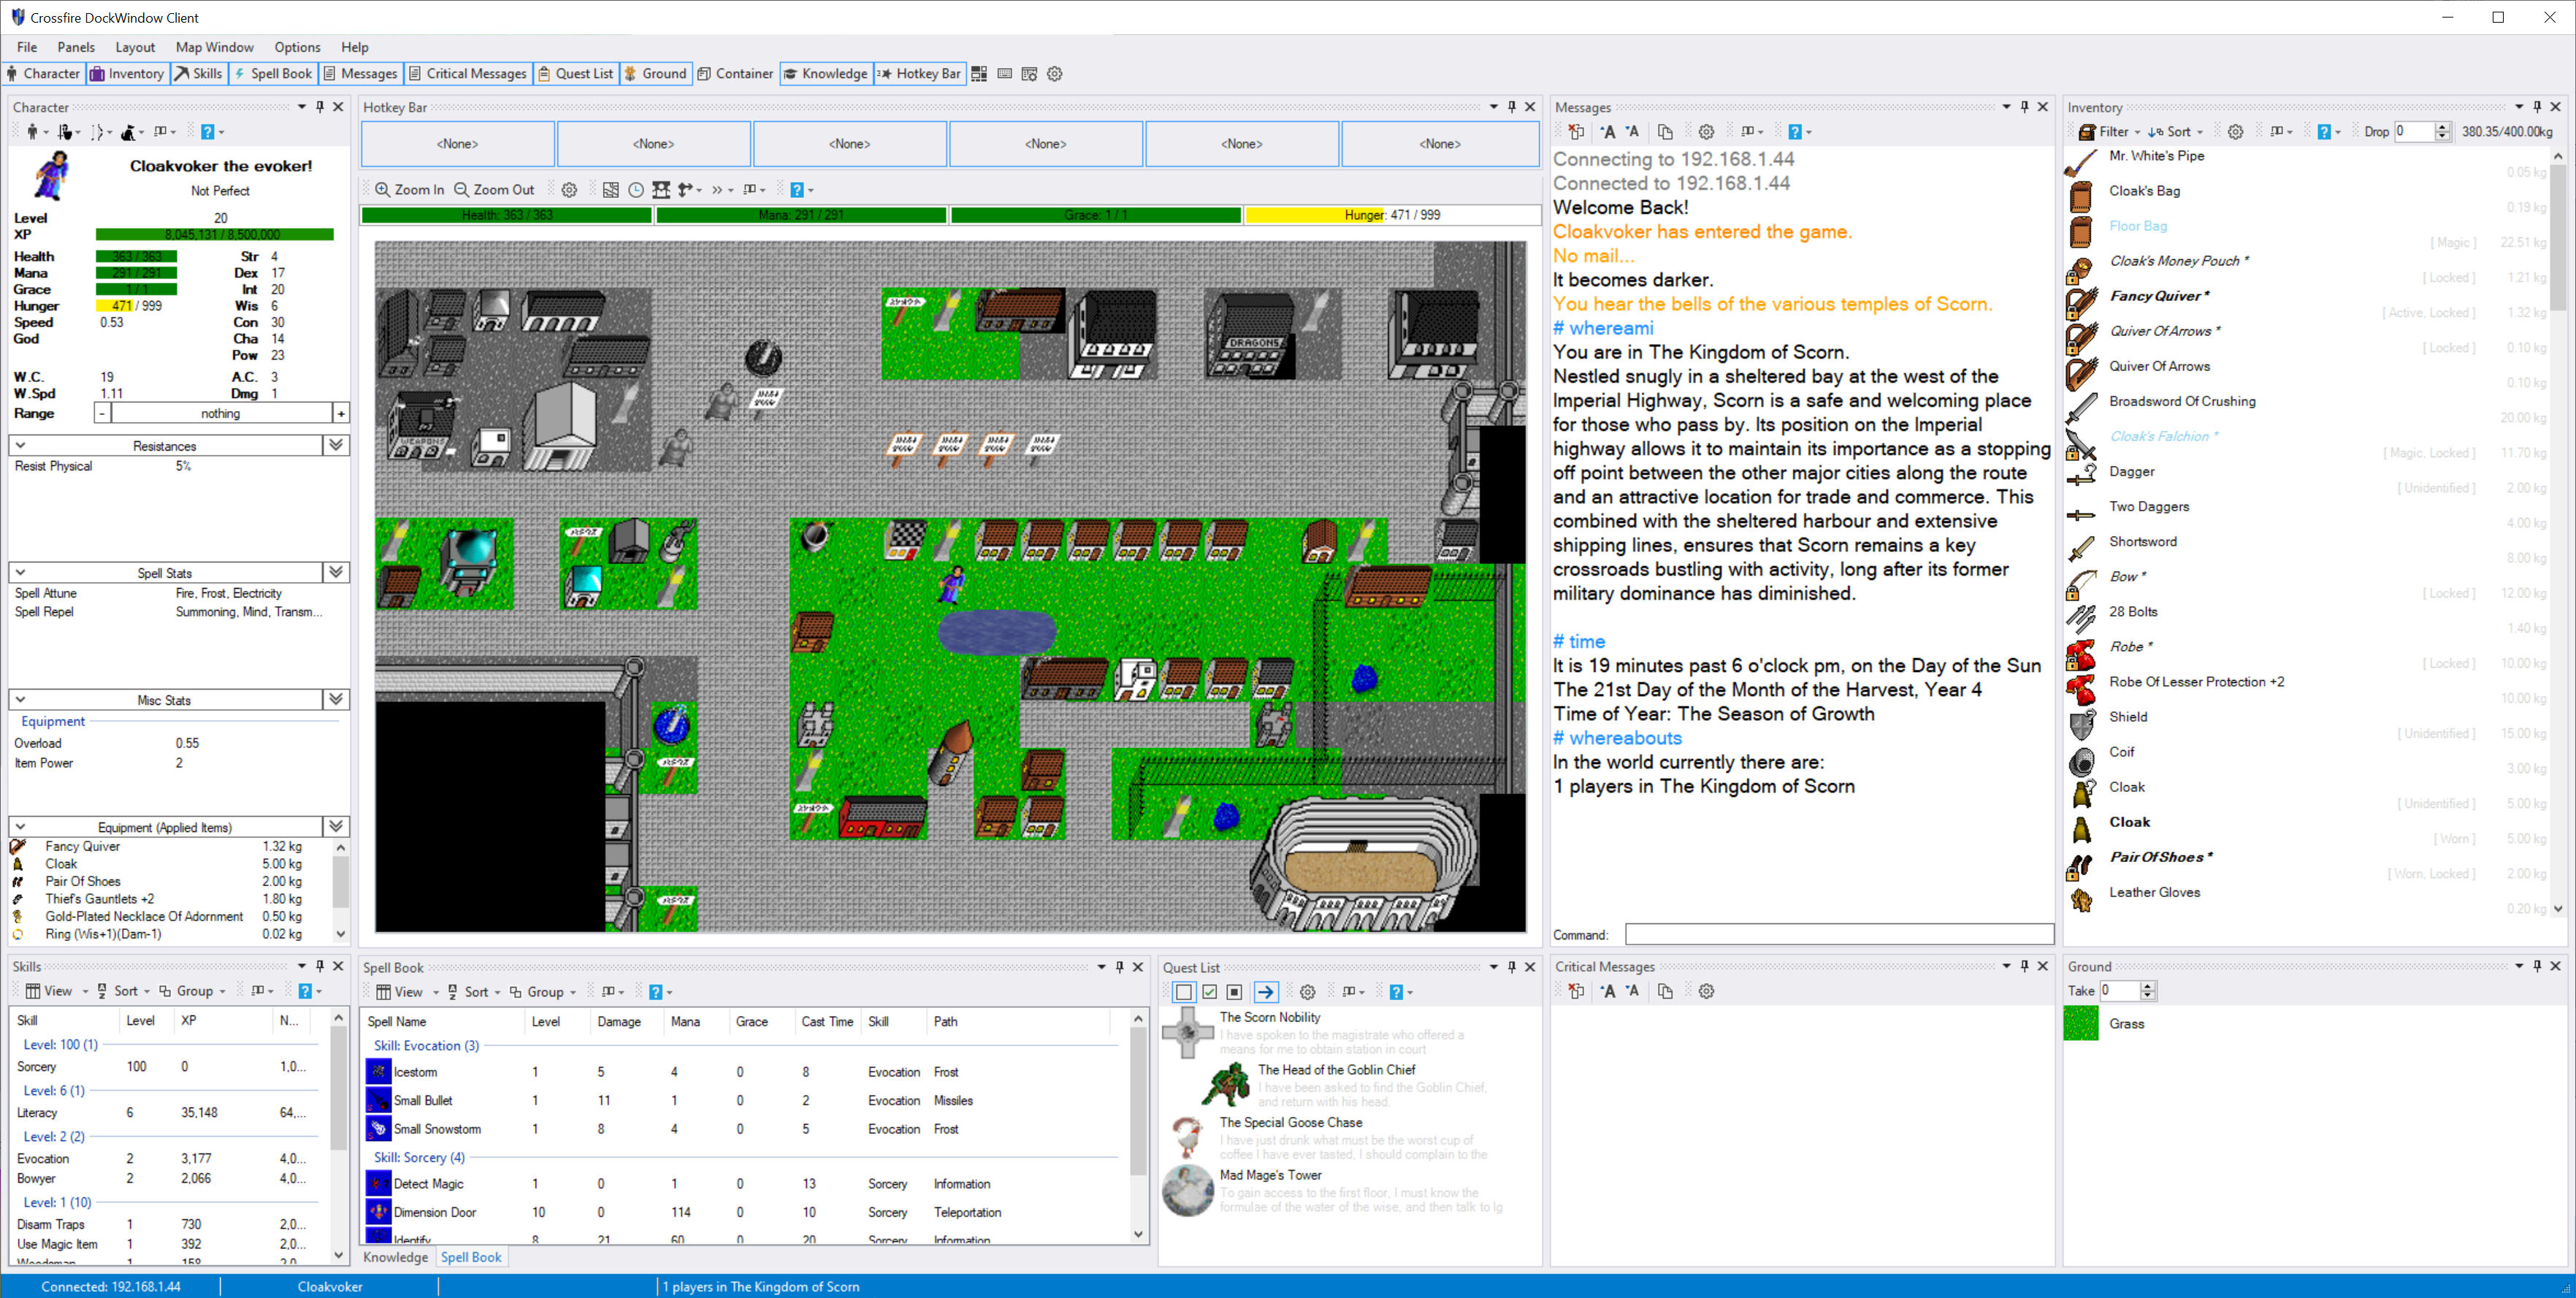 Crossfire DockWindow Client
File Panels Layout Map Window Options Help
Character Inventory Skills Spell Book Messages Critical Messages Quest List Ground Container Knowledge Hotkey Bar
Character
Cloakvoker the evoker!
Not Perfect
Level 20
XP 8,045,131 / 8,500,000
Health 363 / 363 Str 4
Mana 291 / 291 Dex 17
Grace 1 / 1 Int 20
Hunger 471 / 999 Wis 6
Speed 0.53 Con 30
God Cha 14
Pow 23
W.C. 19 A.C. 3
W.Spd 1.11 Dmg 1
Range - nothing +
Resistances
Resist Physical 5%
Spell Stats
Spell Attune Fire, Frost, Electricity
Spell Repel Summoning, Mind, Transm...
Misc Stats
Equipment
Overload 0.55
Item Power 2
Equipment (Applied Items)
Fancy Quiver 1.32 kg
Cloak 5.00 kg
Pair Of Shoes 2.00 kg
Thief's Gauntlets +2 1.80 kg
Gold-Plated Necklace Of Adornment 0.50 kg
Ring (Wis+1)(Dam-1) 0.02 kg
Hotkey Bar
<None> <None> <None> <None> <None> <None>
Zoom In Zoom Out
Health: 363 / 363 Mana: 291 / 291 Grace: 1 / 1 Hunger: 471 / 999
DRAGONS
WEAPONS
Messages
Connecting to 192.168.1.44
Connected to 192.168.1.44
Welcome Back!
Cloakvoker has entered the game.
No mail...
It becomes darker.
You hear the bells of the various temples of Scorn.
# whereami
You are in The Kingdom of Scorn.
Nestled snugly in a sheltered bay at the west of the
Imperial Highway, Scorn is a safe and welcoming place
for those who pass by. Its position on the Imperial
highway allows it to maintain its importance as a stopping
off point between the other major cities along the route
and an attractive location for trade and commerce. This
combined with the sheltered harbour and extensive
shipping lines, ensures that Scorn remains a key
crossroads bustling with activity, long after its former
military dominance has diminished.
# time
It is 19 minutes past 6 o'clock pm, on the Day of the Sun
The 21st Day of the Month of the Harvest, Year 4
Time of Year: The Season of Growth
# whereabouts
In the world currently there are:
1 players in The Kingdom of Scorn
Command:
Inventory
Filter Sort Drop 0 380.35/400.00kg
Mr. White's Pipe
0.05 kg
Cloak's Bag
0.19 kg
Floor Bag
[ Magic ] 22.51 kg
Cloak's Money Pouch *
[ Locked ] 1.21 kg
Fancy Quiver *
[ Active, Locked ] 1.32 kg
Quiver Of Arrows *
[ Locked ] 0.10 kg
Quiver Of Arrows
0.10 kg
Broadsword Of Crushing
20.00 kg
Cloak's Falchion *
[ Magic, Locked ] 11.70 kg
Dagger
[ Unidentified ] 2.00 kg
Two Daggers
4.00 kg
Shortsword
8.00 kg
Bow *
[ Locked ] 12.00 kg
28 Bolts
1.40 kg
Robe *
[ Locked ] 10.00 kg
Robe Of Lesser Protection +2
10.00 kg
Shield
[ Unidentified ] 15.00 kg
Coif
3.00 kg
Cloak
[ Unidentified ] 5.00 kg
Cloak
[ Worn ] 5.00 kg
Pair Of Shoes *
[ Worn, Locked ] 2.00 kg
Leather Gloves
0.20 kg
Skills
View Sort Group
Skill Level XP N...
Level: 100 (1)
Sorcery 100 0 1,0...
Level: 6 (1)
Literacy 6 35,148 64,...
Level: 2 (2)
Evocation 2 3,177 4,0...
Bowyer 2 2,066 4,0...
Level: 1 (10)
Disarm Traps 1 730 2,0...
Use Magic Item 1 392 2,0...
Woodsman 1 158 2,0...
Spell Book
View Sort Group
Spell Name Level Damage Mana Grace Cast Time Skill Path
Skill: Evocation (3)
Icestorm 1 5 4 0 8 Evocation Frost
Small Bullet 1 11 1 0 2 Evocation Missiles
Small Snowstorm 1 8 4 0 5 Evocation Frost
Skill: Sorcery (4)
Detect Magic 1 0 1 0 13 Sorcery Information
Dimension Door 10 0 114 0 10 Sorcery Teleportation
Identify 8 21 60 0 20 Sorcery Information
Knowledge Spell Book
Quest List
The Scorn Nobility
I have spoken to the magistrate who offered a
means for me to obtain station in court
The Head of the Goblin Chief
I have been asked to find the Goblin Chief,
and return with his head.
The Special Goose Chase
I have just drunk what must be the worst cup of
coffee I have ever tasted, I should complain to the
Mad Mage's Tower
To gain access to the first floor, I must know the
formulae of the water of the wise, and then talk to Ig
Critical Messages
Ground
Take 0
Grass
Connected: 192.168.1.44 Cloakvoker 1 players in The Kingdom of Scorn